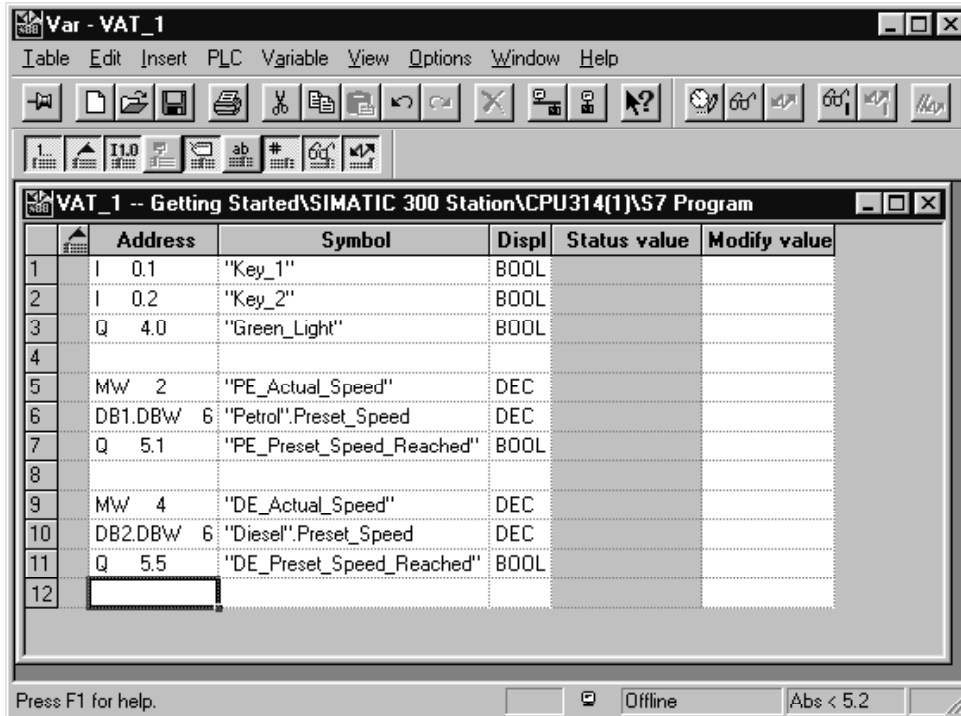 Var - VAT_1
Table Edit Insert PLC Variable View Options Window Help
VAT_1 -- Getting Started\SIMATIC 300 Station\CPU314(1)\S7 Program
Address Symbol Displ Status value Modify value
1 I 0.1 "Key_1" BOOL
2 I 0.2 "Key_2" BOOL
3 Q 4.0 "Green_Light" BOOL
4
5 MW 2 "PE_Actual_Speed" DEC
6 DB1.DBW 6 "Petrol".Preset_Speed DEC
7 Q 5.1 "PE_Preset_Speed_Reached" BOOL
8
9 MW 4 "DE_Actual_Speed" DEC
10 DB2.DBW 6 "Diesel".Preset_Speed DEC
11 Q 5.5 "DE_Preset_Speed_Reached" BOOL
12
Press F1 for help. Offline Abs < 5.2